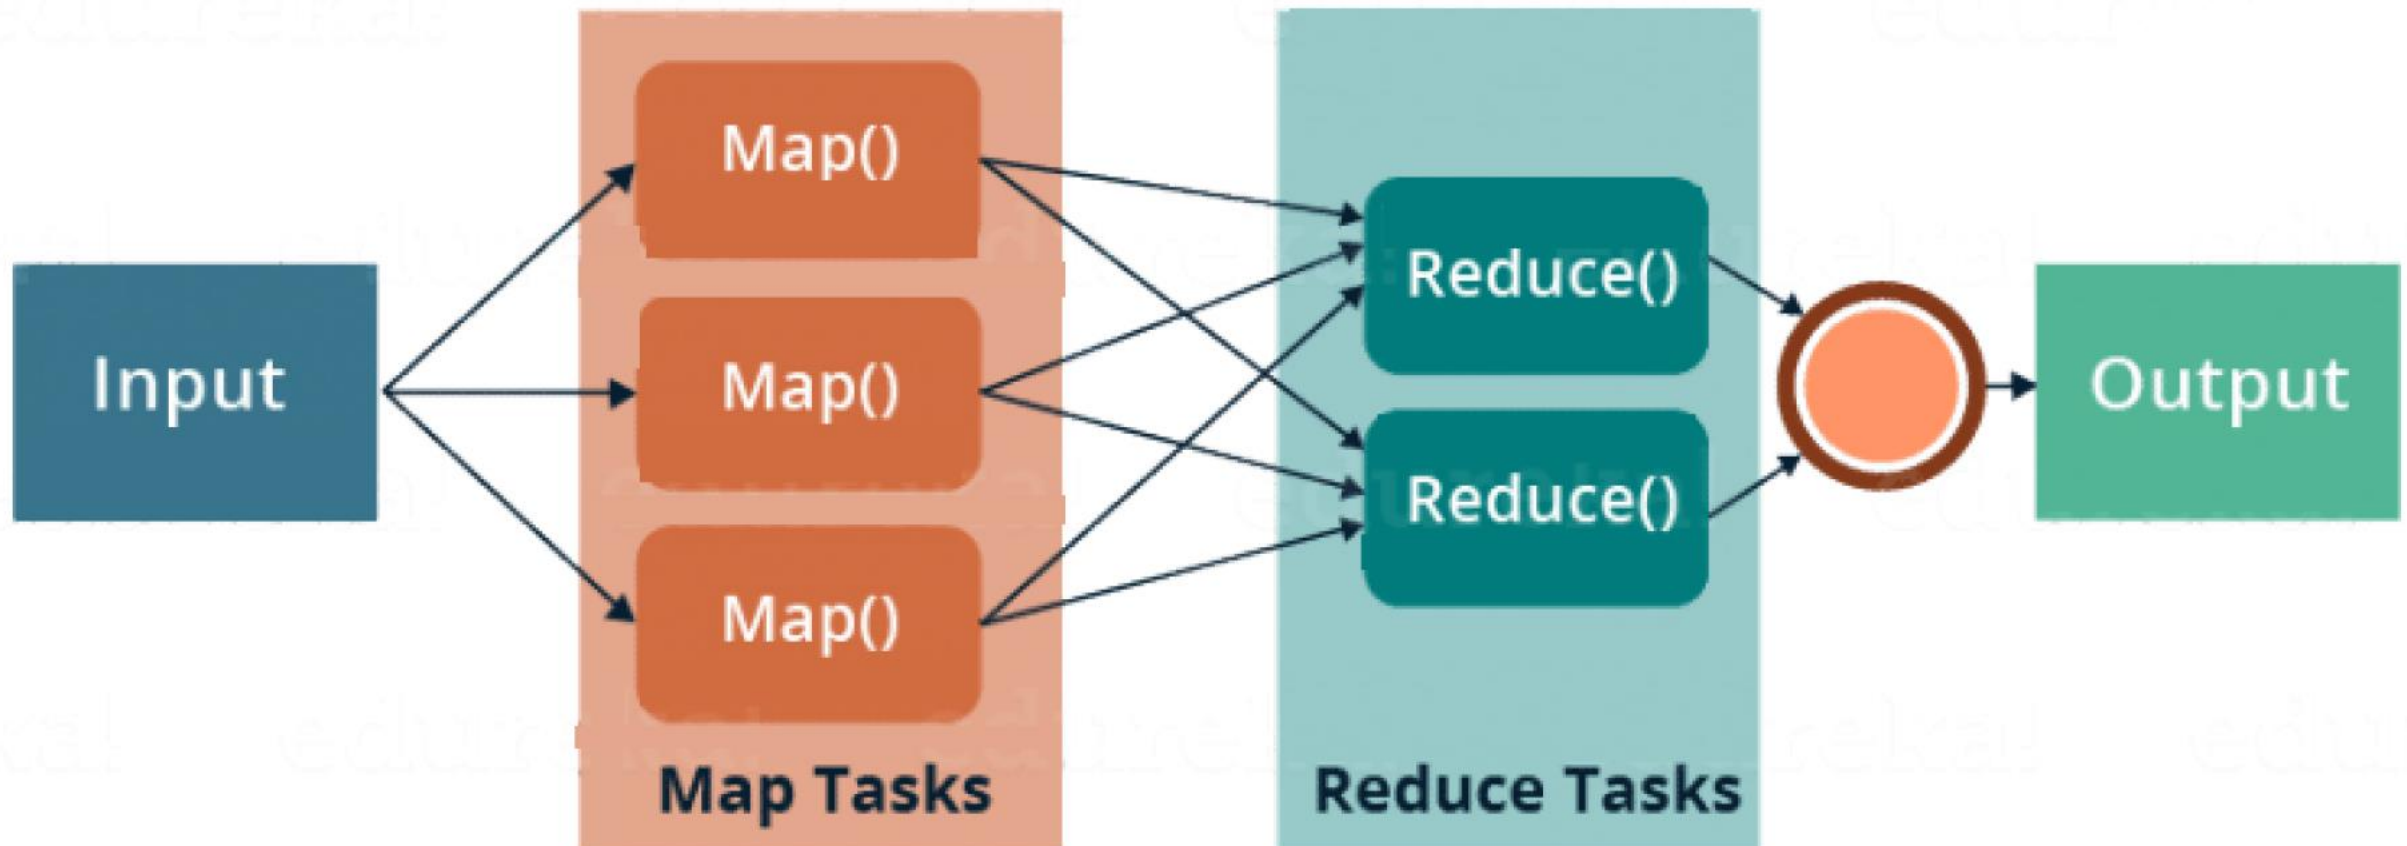 Input
Map()
Map()
Map()
Map Tasks
Reduce()
Reduce()
Reduce Tasks
Output